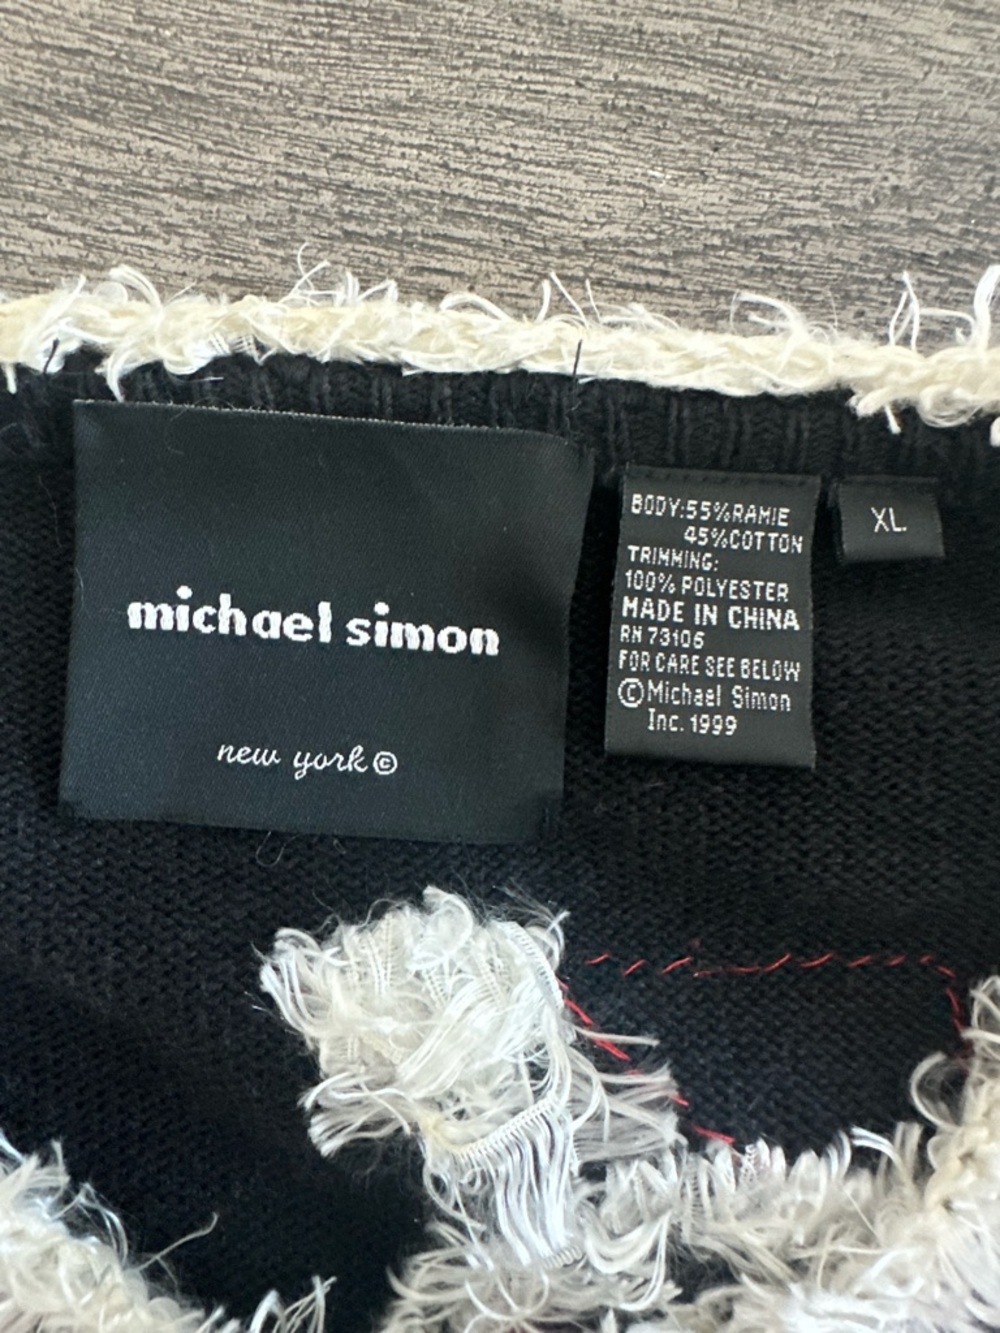 michael simon
new york ©
BODY:55%RAMIE
45%COTTON
TRIMMING:
100% POLYESTER
MADE IN CHINA
RN 73106
FOR CARE SEE BELOW
©Michael Simon
Inc. 1999
XL